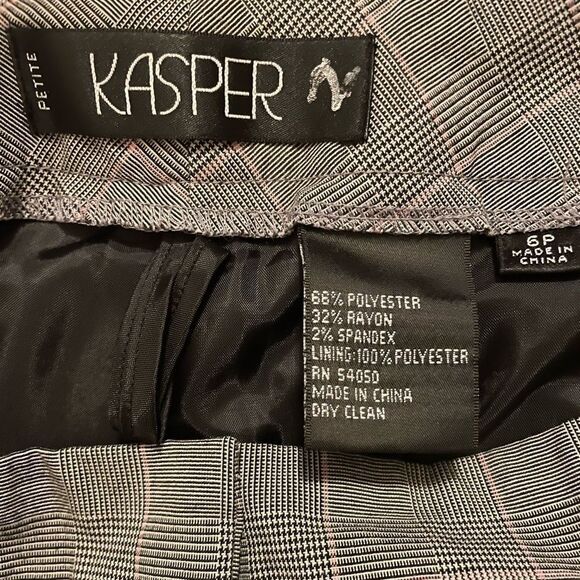 PETITE
KASPER
6P
MADE IN
CHINA
66% POLYESTER
32% RAYON
2% SPANDEX
LINING:100% POLYESTER
RN 54050
MADE IN CHINA
DRY CLEAN